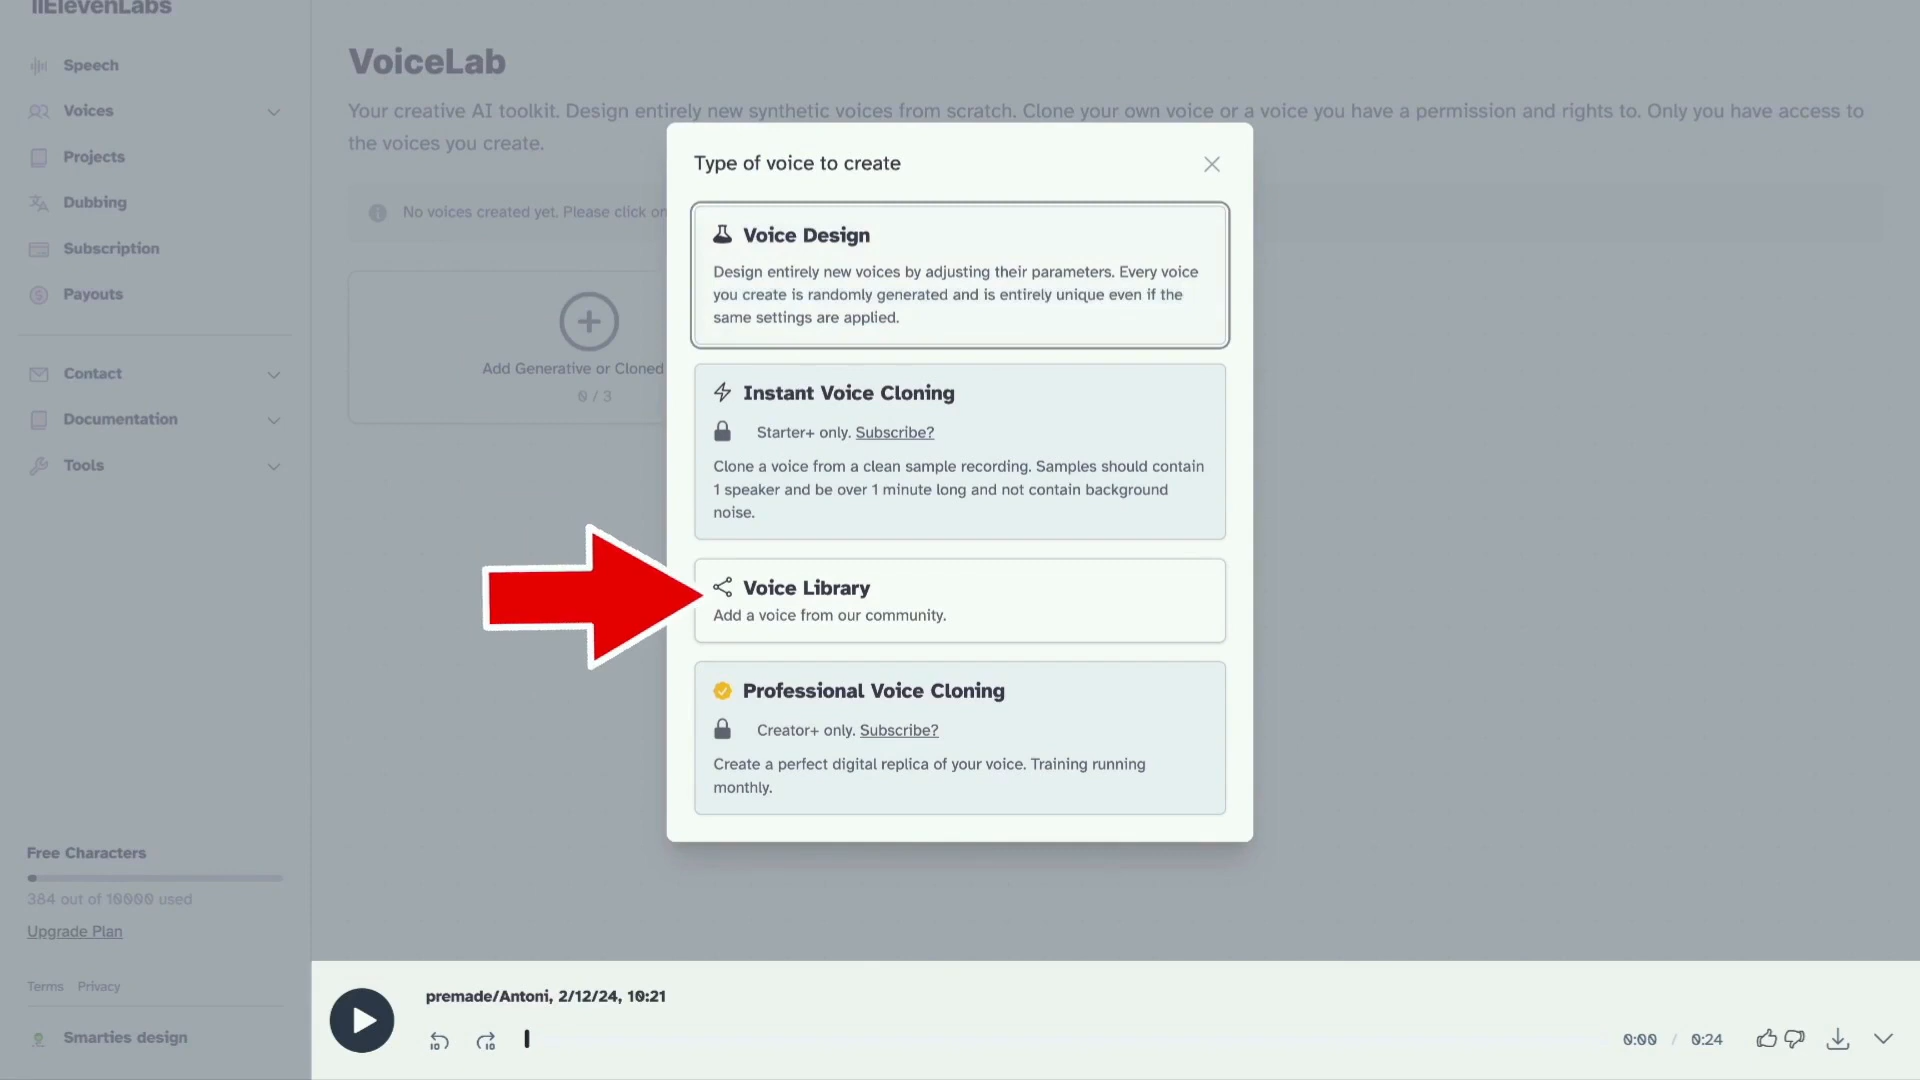 IIElevenLabs
Speech
Voices
Projects
Dubbing
Subscription
Payouts
Contact
Documentation
Tools
Free Characters
384 out of 10000 used
Upgrade Plan
Terms Privacy
Smarties design
VoiceLab
Your creative AI toolkit. Design entirely new synthetic voices from scratch. Clone your own voice or a voice you have a permission and rights to. Only you have access to
the voices you create.
No voices created yet. Please click on
Add Generative or Cloned
0 / 3
Type of voice to create
Voice Design
Design entirely new voices by adjusting their parameters. Every voice
you create is randomly generated and is entirely unique even if the
same settings are applied.
Instant Voice Cloning
Starter+ only. Subscribe?
Clone a voice from a clean sample recording. Samples should contain
1 speaker and be over 1 minute long and not contain background
noise.
Voice Library
Add a voice from our community.
Professional Voice Cloning
Creator+ only. Subscribe?
Create a perfect digital replica of your voice. Training running
monthly.
premade/Antoni, 2/12/24, 10:21
10 10
0:00 / 0:24